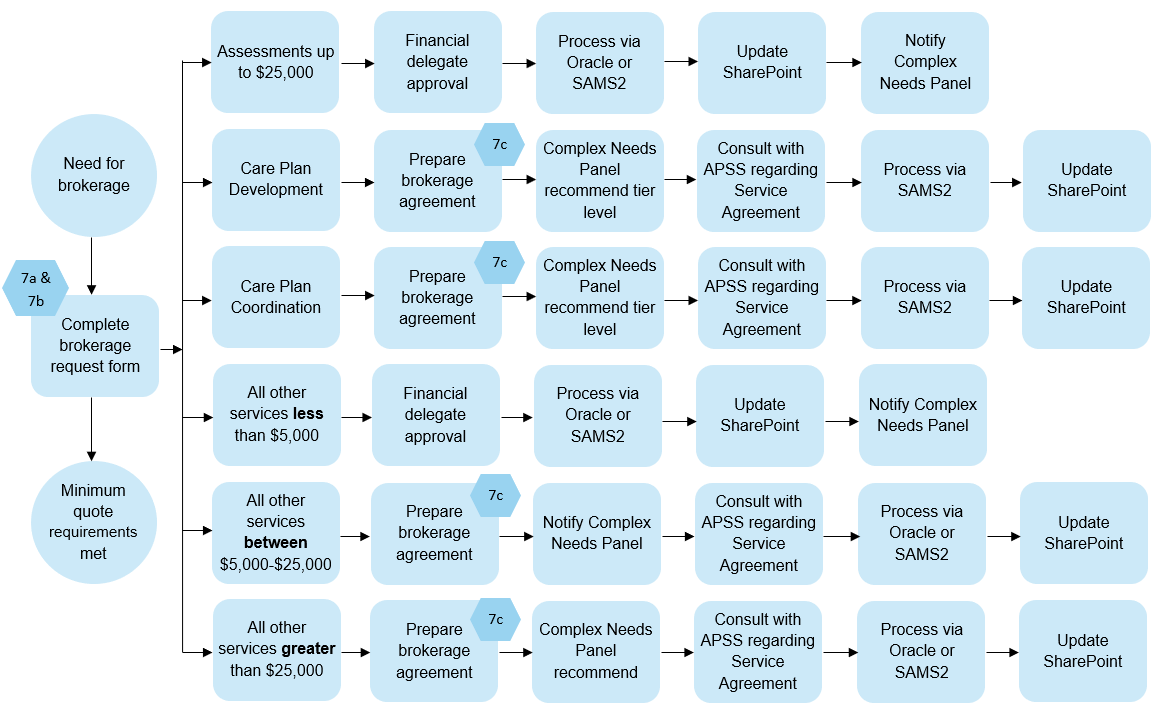 Need for
brokerage
7a &
7b
Complete
brokerage
request form
Minimum
quote
requirements
met
Assessments up
to $25,000
Financial
delegate
approval
Process via
Oracle or
SAMS2
Update
SharePoint
Notify
Complex
Needs Panel
Care Plan
Development
Prepare
brokerage
agreement
7c
Complex Needs
Panel
recommend tier
level
Consult with
APSS regarding
Service
Agreement
Process via
SAMS2
Update
SharePoint
Care Plan
Coordination
Prepare
brokerage
agreement
7c
Complex Needs
Panel
recommend tier
level
Consult with
APSS regarding
Service
Agreement
Process via
SAMS2
Update
SharePoint
All other
services less
than $5,000
Financial
delegate
approval
Process via
Oracle or
SAMS2
Update
SharePoint
Notify Complex
Needs Panel
All other
services
between
$5,000-$25,000
Prepare
brokerage
agreement
7c
Notify Complex
Needs Panel
Consult with
APSS regarding
Service
Agreement
Process via
Oracle or
SAMS2
Update
SharePoint
All other
services greater
than $25,000
Prepare
brokerage
agreement
7c
Complex Needs
Panel
recommend
Consult with
APSS regarding
Service
Agreement
Process via
Oracle or
SAMS2
Update
SharePoint